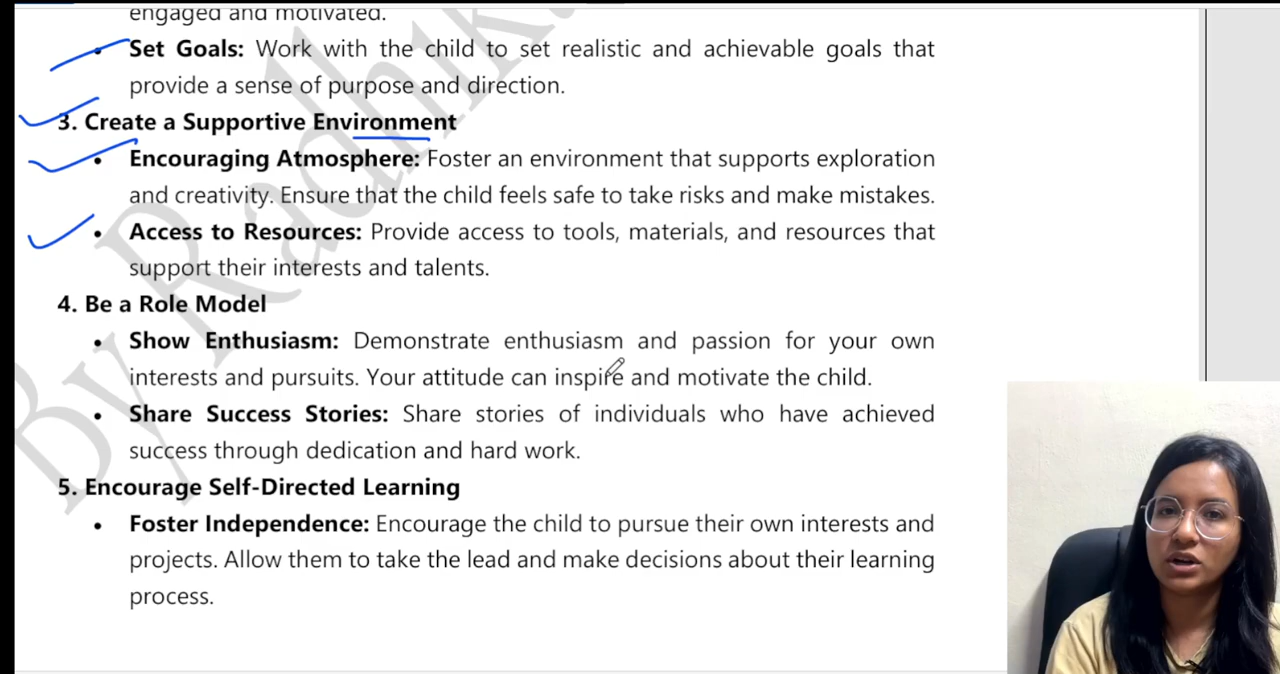 engaged and motivated.
• Set Goals: Work with the child to set realistic and achievable goals that
provide a sense of purpose and direction.
3. Create a Supportive Environment
• Encouraging Atmosphere: Foster an environment that supports exploration
and creativity. Ensure that the child feels safe to take risks and make mistakes.
• Access to Resources: Provide access to tools, materials, and resources that
support their interests and talents.
4. Be a Role Model
• Show Enthusiasm: Demonstrate enthusiasm and passion for your own
interests and pursuits. Your attitude can inspire and motivate the child.
• Share Success Stories: Share stories of individuals who have achieved
success through dedication and hard work.
5. Encourage Self-Directed Learning
• Foster Independence: Encourage the child to pursue their own interests and
projects. Allow them to take the lead and make decisions about their learning
process.
By Radhik